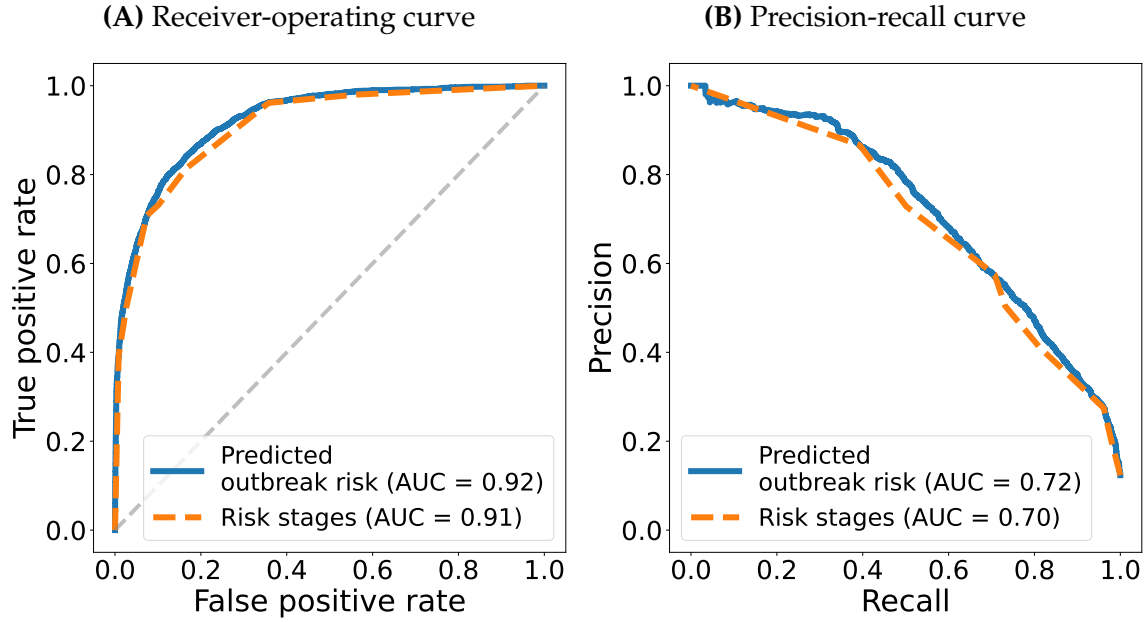 (A) Receiver-operating curve
1.0
0.8
0.6
0.4
0.2
0.0
True positive rate
0.0 0.2 0.4 0.6 0.8 1.0
False positive rate
Predicted
outbreak risk (AUC = 0.92)
Risk stages (AUC = 0.91)
(B) Precision-recall curve
1.0
0.8
0.6
0.4
0.2
0.0
Precision
0.0 0.2 0.4 0.6 0.8 1.0
Recall
Predicted
outbreak risk (AUC = 0.72)
Risk stages (AUC = 0.70)